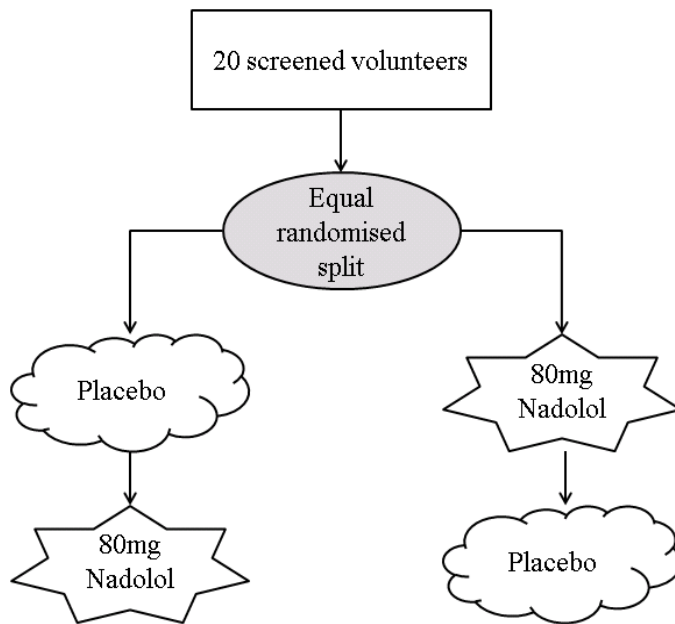 20 screened volunteers
Equal
randomised
split
Placebo
80mg
Nadolol
80mg
Nadolol
Placebo